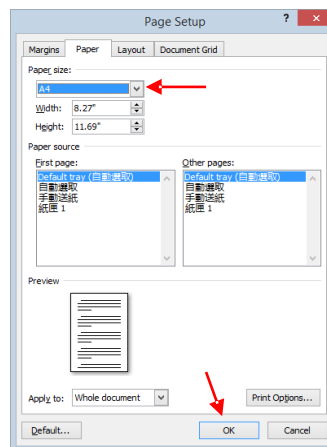 Page Setup
Margins Paper Layout Document Grid
Paper size:
A4
Width: 8.27"
Height: 11.69"
Paper source
First page: Other pages:
Default tray (自動選取) Default tray (自動選取)
自動選取 自動選取
手動送紙 手動送紙
紙匣 1 紙匣 1
Preview
Apply to: Whole document Print Options...
Default... OK Cancel